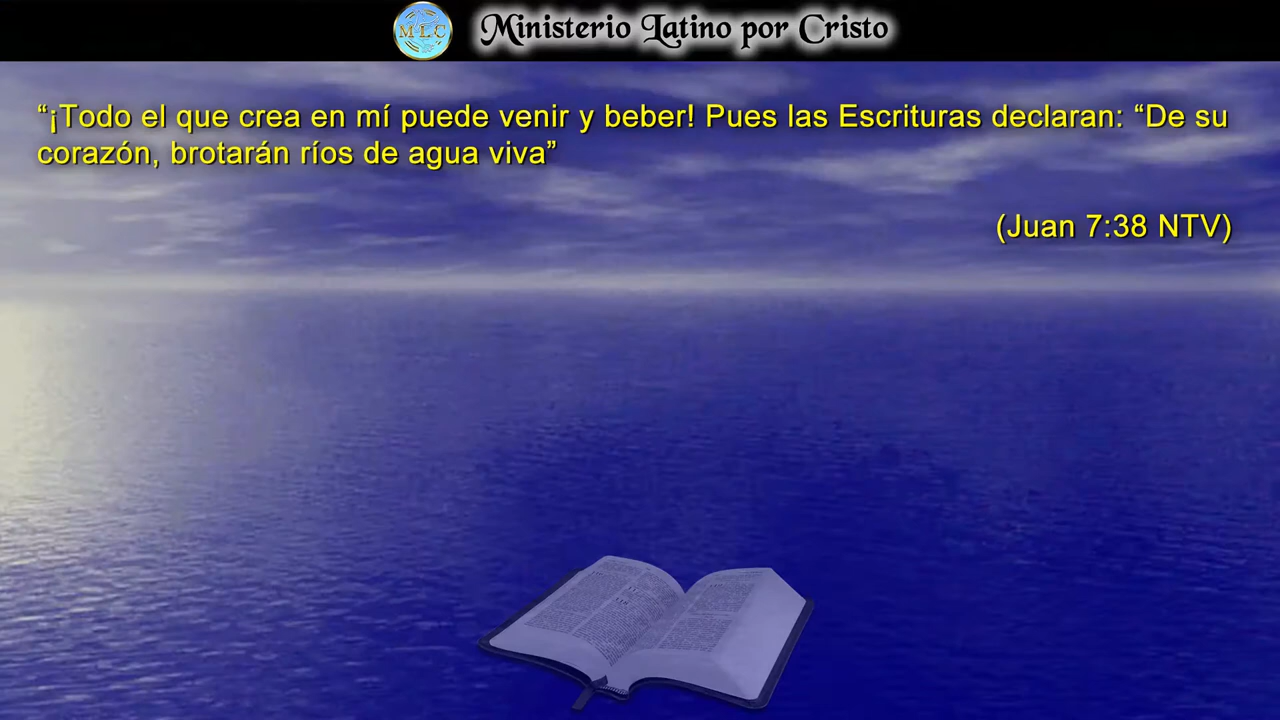 MLC
Ministerio Latino por Cristo
“¡Todo el que crea en mí puede venir y beber! Pues las Escrituras declaran: “De su
corazón, brotarán ríos de agua viva”
(Juan 7:38 NTV)